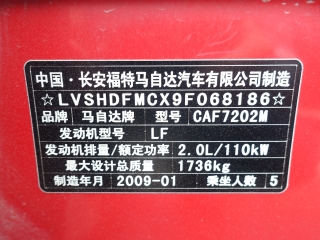 中国·长安福特马自达汽车有限公司制造
☆LVSHDFMCX9F068186☆
品牌 马自达牌 型号 CAF7202M
发动机型号 LF
发动机排量/额定功率 2.0L/110kW
最大设计总质量 1736kg
制造年月 2009-01 乘坐人数 5